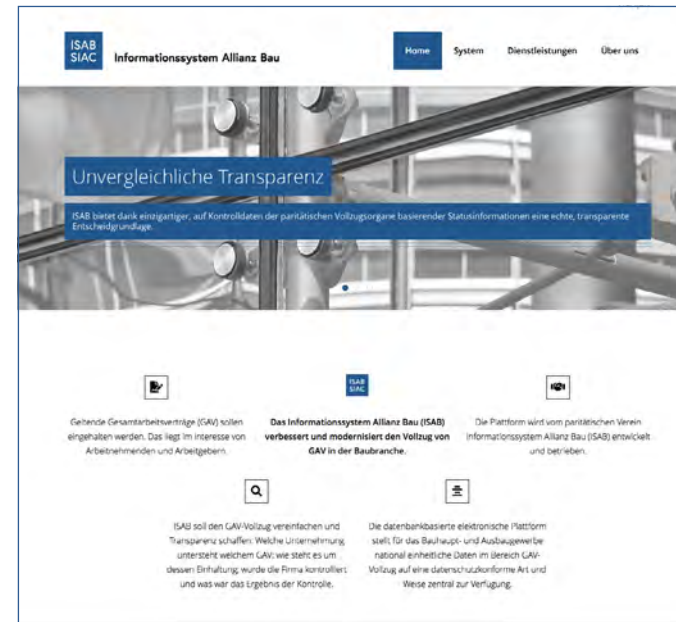 ISAB
SIAC
Informationssystem Allianz Bau
Home
System
Dienstleistungen
Über uns
Unvergleichliche Transparenz
ISAB bietet dank einzigartiger, auf Kontrolldaten der paritätischen Vollzugsorgane basierender Statusinformationen eine echte, transparente
Entscheidgrundlage.
Geltende Gesamtarbeitsverträge (GAV) sollen
eingehalten werden. Das liegt im Interesse von
Arbeitnehmenden und Arbeitgebern.
ISAB
SIAC
Das Informationssystem Allianz Bau (ISAB)
verbessert und modernisiert den Vollzug von
GAV in der Baubranche.
Die Plattform wird vom paritätischen Verein
Informationssystem Allianz Bau (ISAB) entwickelt
und betrieben.
ISAB soll den GAV-Vollzug vereinfachen und
Transparenz schaffen: Welche Unternehmung
untersteht welchem GAV; wie steht es um
dessen Einhaltung; wurde die Firma kontrolliert
und was war das Ergebnis der Kontrolle.
Die datenbankbasierte elektronische Plattform
stellt für das Bauhaupt- und Ausbaugewerbe
national einheitliche Daten im Bereich GAV-
Vollzug auf eine datenschutzkonforme Art und
Weise zentral zur Verfügung.